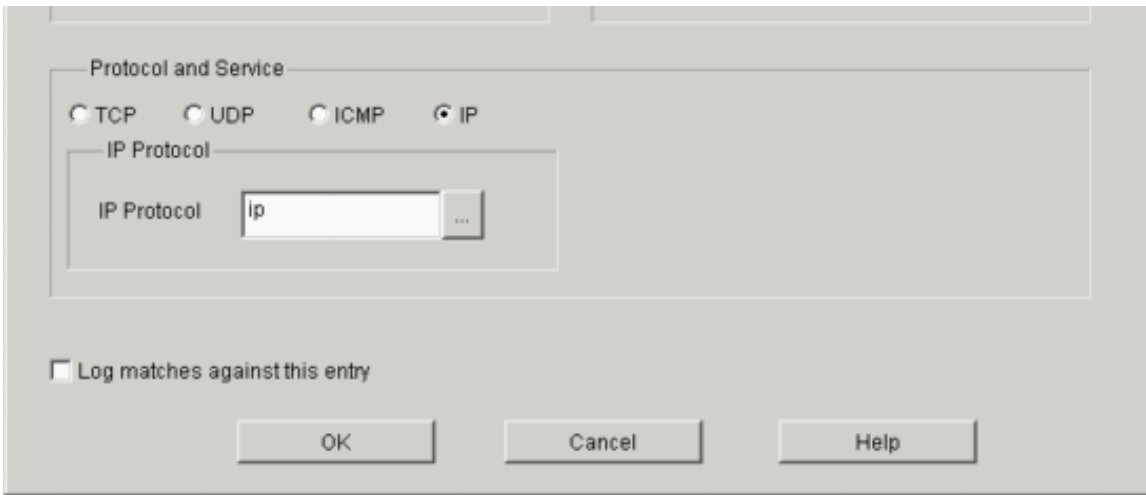 Protocol and Service
TCP UDP ICMP IP
IP Protocol
IP Protocol ip ...
Log matches against this entry
OK Cancel Help